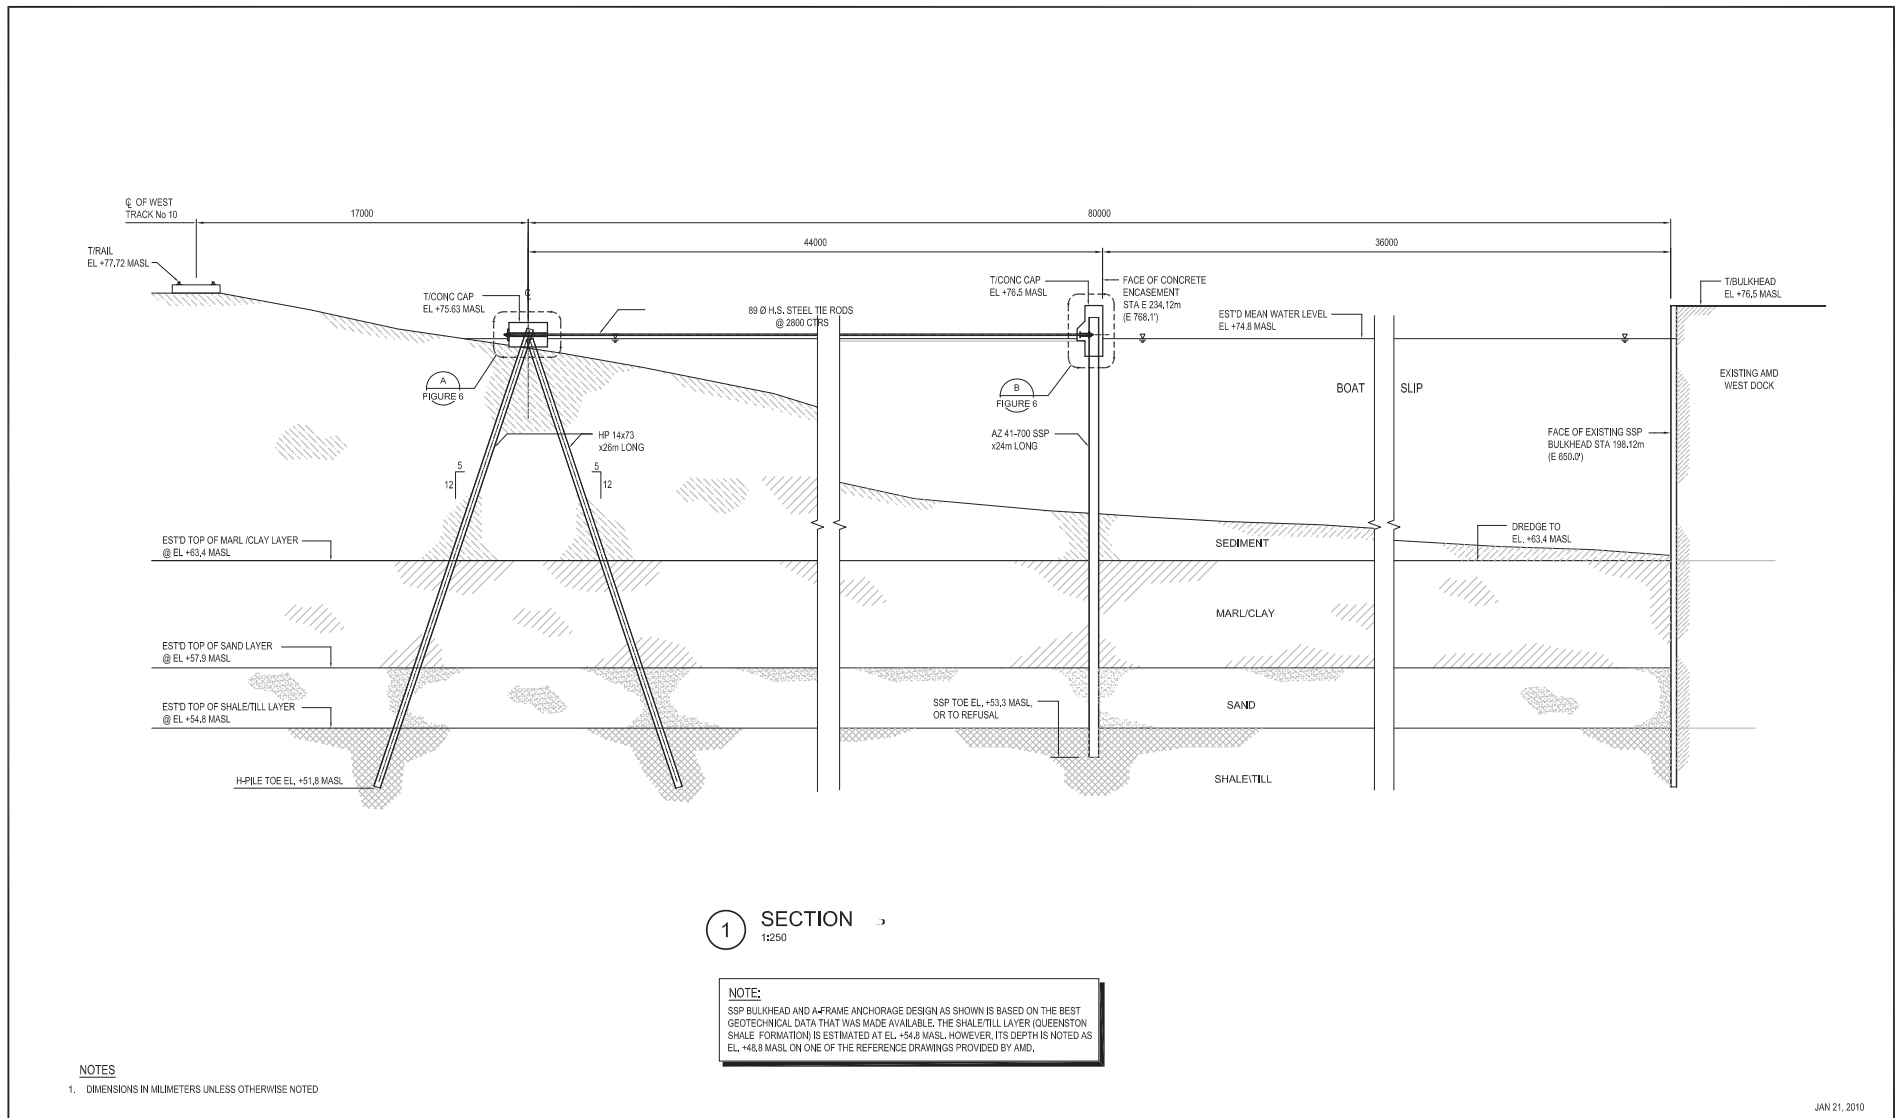 ℄ OF WEST
TRACK No 10
17000
80000
44000
36000
T/RAIL
EL +77.72 MASL
T/CONC CAP
EL +75.63 MASL
℄
89 Ø H.S. STEEL TIE RODS
@ 2800 CTRS
T/CONC CAP
EL +76.5 MASL
FACE OF CONCRETE
ENCASEMENT
STA E 234.12m
(E 768.1')
EST'D MEAN WATER LEVEL
EL +74.8 MASL
T/BULKHEAD
EL +76.5 MASL
A
FIGURE 6
B
FIGURE 6
BOAT SLIP
EXISTING AMD
WEST DOCK
HP 14x73
x26m LONG
AZ 41-700 SSP
x24m LONG
FACE OF EXISTING SSP
BULKHEAD STA 198.12m
(E 650.0')
5
12
5
12
EST'D TOP OF MARL /CLAY LAYER
@ EL +63.4 MASL
SEDIMENT
DREDGE TO
EL. +63.4 MASL
MARL/CLAY
EST'D TOP OF SAND LAYER
@ EL +57.9 MASL
EST'D TOP OF SHALE/TILL LAYER
@ EL +54.8 MASL
SSP TOE EL. +53.3 MASL,
OR TO REFUSAL
SAND
H-PILE TOE EL. +51.8 MASL
SHALE\TILL
1
SECTION
1:250
NOTE:
SSP BULKHEAD AND A-FRAME ANCHORAGE DESIGN AS SHOWN IS BASED ON THE BEST
GEOTECHNICAL DATA THAT WAS MADE AVAILABLE. THE SHALE/TILL LAYER (QUEENSTON
SHALE FORMATION) IS ESTIMATED AT EL. +54.8 MASL. HOWEVER, ITS DEPTH IS NOTED AS
EL. +48.8 MASL ON ONE OF THE REFERENCE DRAWINGS PROVIDED BY AMD.
NOTES
1. DIMENSIONS IN MILIMETERS UNLESS OTHERWISE NOTED
JAN 21, 2010